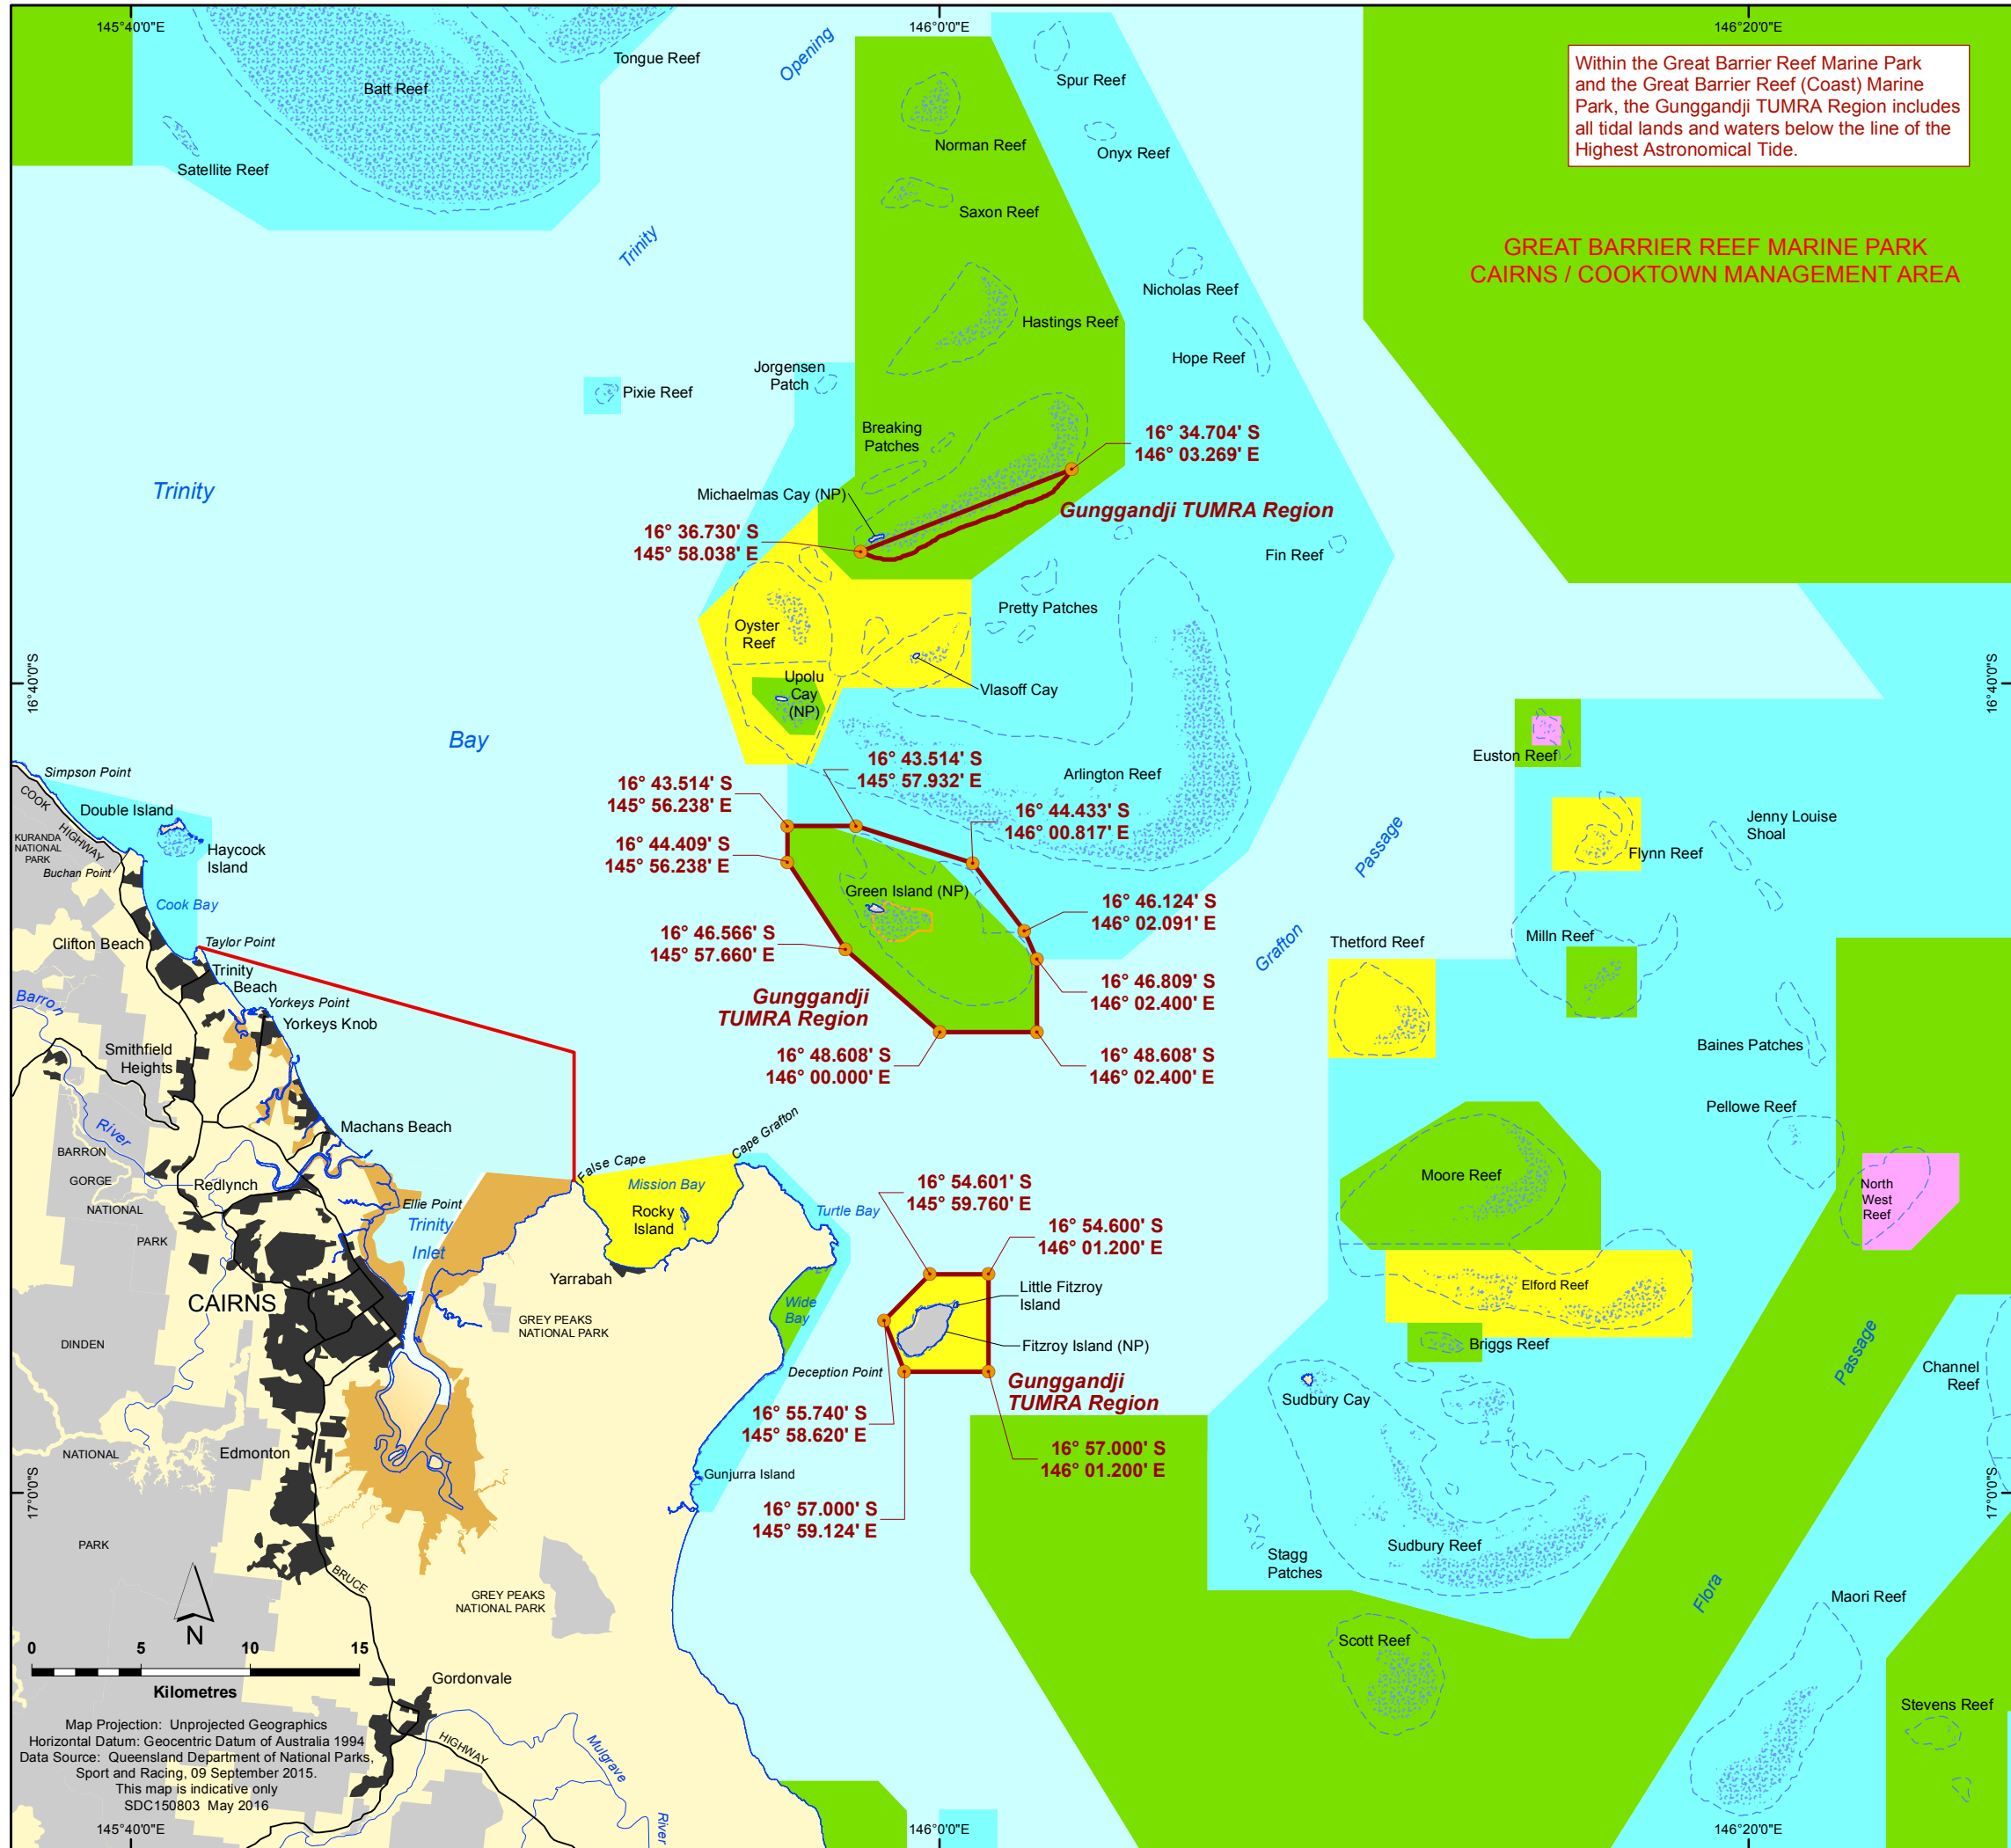 145°40'0"E
146°0'0"E
146°20'0"E
Tongue Reef
Opening
Batt Reef
Satellite Reef
Trinity
Spur Reef
Norman Reef
Onyx Reef
Saxon Reef
Nicholas Reef
Hastings Reef
Hope Reef
Within the Great Barrier Reef Marine Park
and the Great Barrier Reef (Coast) Marine
Park, the Gunggandji TUMRA Region includes
all tidal lands and waters below the line of the
Highest Astronomical Tide.
GREAT BARRIER REEF MARINE PARK
CAIRNS / COOKTOWN MANAGEMENT AREA
Jorgensen
Patch
Pixie Reef
Breaking
Patches
16° 34.704' S
146° 03.269' E
Trinity
Michaelmas Cay (NP)
Gunggandji TUMRA Region
16° 36.730' S
145° 58.038' E
Fin Reef
Pretty Patches
Oyster
Reef
16°40'0"S
16°40'0"S
Upolu
Cay
(NP)
Vlasoff Cay
Bay
Euston Reef
Arlington Reef
16° 43.514' S
145° 57.932' E
16° 43.514' S
145° 56.238' E
16° 44.433' S
146° 00.817' E
16° 44.409' S
145° 56.238' E
Simpson Point
COOK
HIGHWAY
Double Island
KURANDA
NATIONAL
PARK
Haycock
Island
Buchan Point
Cook Bay
Passage
Jenny Louise
Shoal
Flynn Reef
Green Island (NP)
16° 46.124' S
146° 02.091' E
Clifton Beach
Taylor Point
Trinity
Beach
16° 46.566' S
145° 57.660' E
Grafton
Thetford Reef
Milln Reef
Barron
Yorkeys Point
Yorkeys Knob
Gunggandji
TUMRA Region
16° 46.809' S
146° 02.400' E
Smithfield
Heights
16° 48.608' S
146° 00.000' E
16° 48.608' S
146° 02.400' E
Baines Patches
Pellowe Reef
River
Machans Beach
Cape Grafton
BARRON
GORGE
NATIONAL
PARK
Redlynch
False Cape
Mission Bay
Rocky
Island
Ellie Point
Trinity
Inlet
Turtle Bay
16° 54.601' S
145° 59.760' E
16° 54.600' S
146° 01.200' E
Moore Reef
North
West
Reef
Yarrabah
CAIRNS
GREY PEAKS
NATIONAL PARK
Wide
Bay
Little Fitzroy
Island
Elford Reef
DINDEN
Fitzroy Island (NP)
Briggs Reef
Deception Point
Gunggandji
TUMRA Region
Sudbury Cay
Passage
Channel
Reef
16° 55.740' S
145° 58.620' E
NATIONAL
Edmonton
16° 57.000' S
146° 01.200' E
Gunjurra Island
17°0'0"S
17°0'0"S
16° 57.000' S
145° 59.124' E
PARK
BRUCE
Sudbury Reef
Stagg
Patches
GREY PEAKS
NATIONAL PARK
Flora
Maori Reef
N
0 5 10 15
Kilometres
Scott Reef
Gordonvale
Stevens Reef
HIGHWAY
Mulgrave
River
Map Projection: Unprojected Geographics
Horizontal Datum: Geocentric Datum of Australia 1994
Data Source: Queensland Department of National Parks,
Sport and Racing, 09 September 2015.
This map is indicative only
SDC150803 May 2016
145°40'0"E
146°0'0"E
146°20'0"E